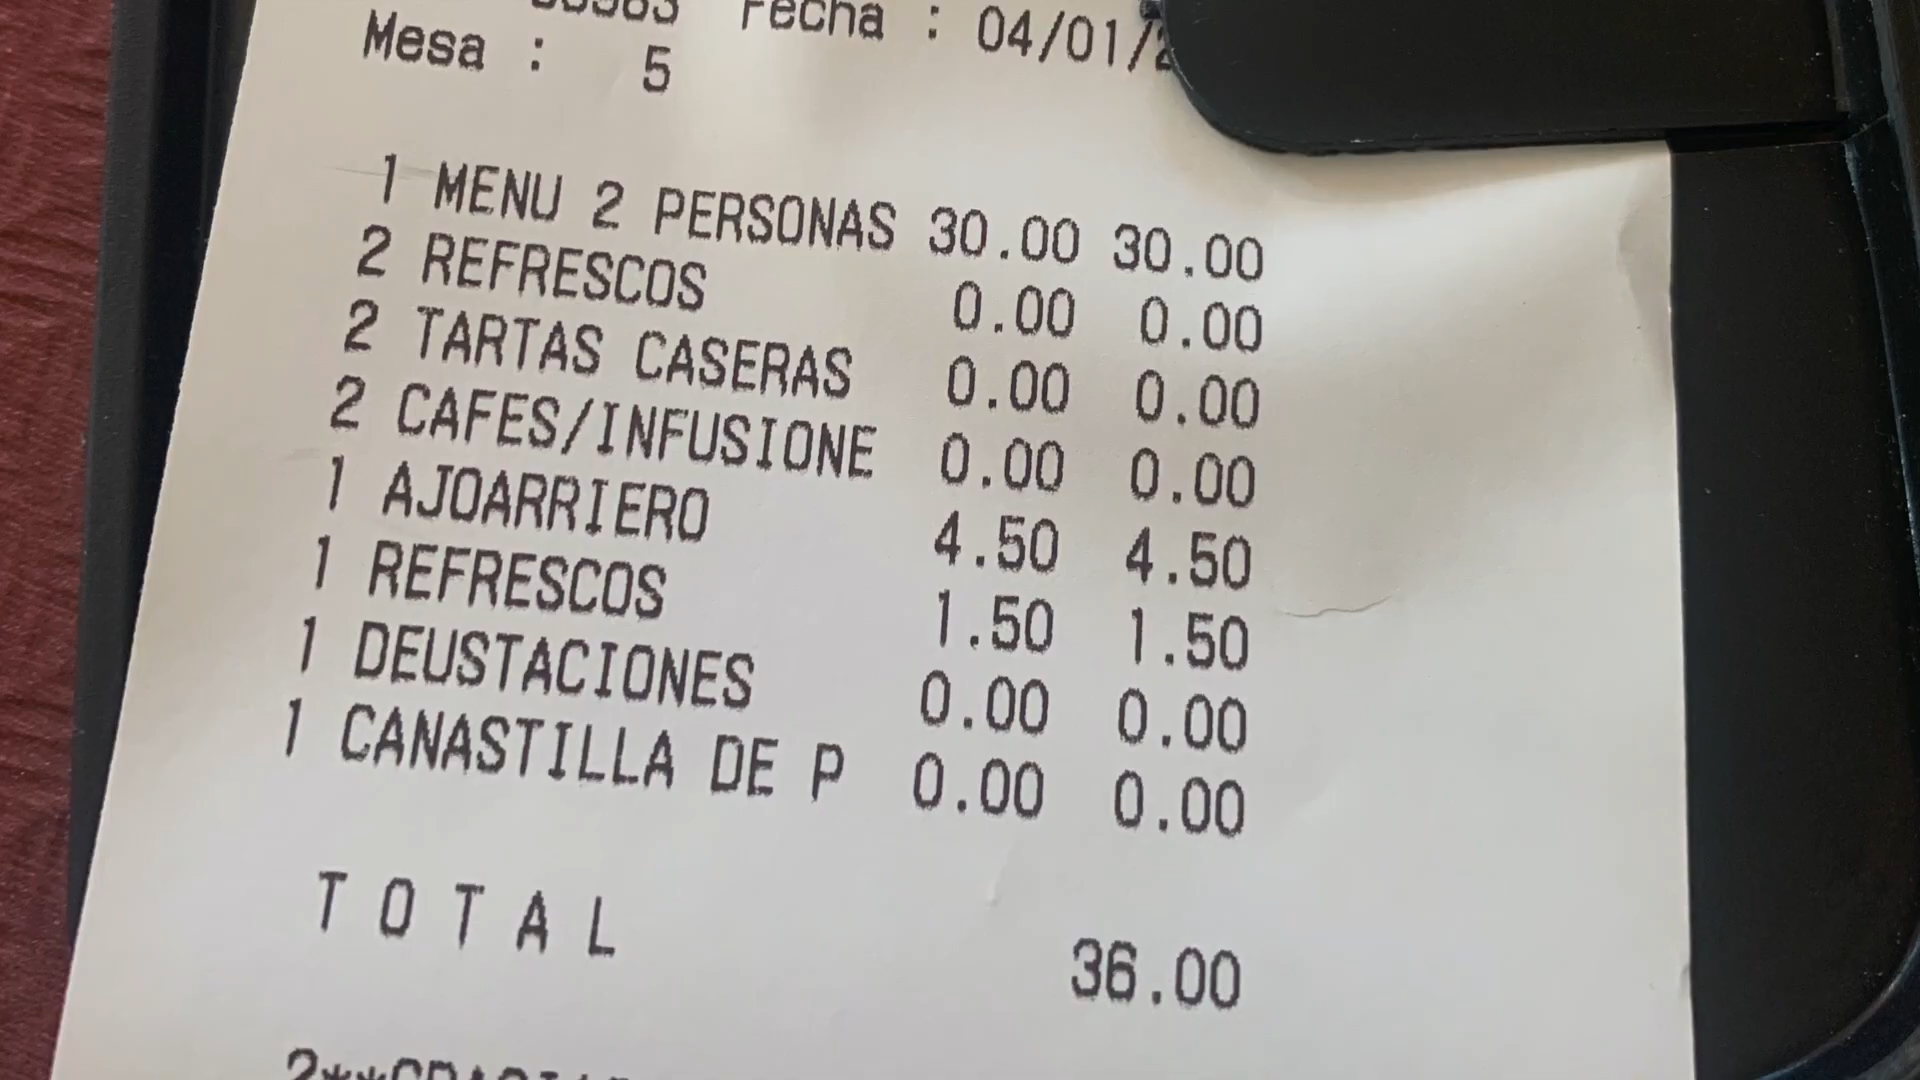 Fecha : 04/01/
Mesa : 5
1 MENU 2 PERSONAS 30.00 30.00
2 REFRESCOS 0.00 0.00
2 TARTAS CASERAS 0.00 0.00
2 CAFES/INFUSIONE 0.00 0.00
1 AJOARRIERO 4.50 4.50
1 REFRESCOS 1.50 1.50
1 DEUSTACIONES 0.00 0.00
1 CANASTILLA DE P 0.00 0.00
T O T A L 36.00